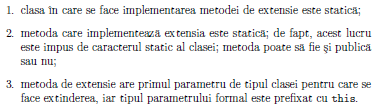 1. clasa în care se face implementarea metodei de extensie este statică;
2. metoda care implementează extensia este statică; de fapt, acest lucru
este impus de caracterul static al clasei; metoda poate să fie și publică
sau nu;
3. metoda de extensie are primul parametru de tipul clasei pentru care se
face extinderea, iar tipul parametrului formal este prefixat cu this.